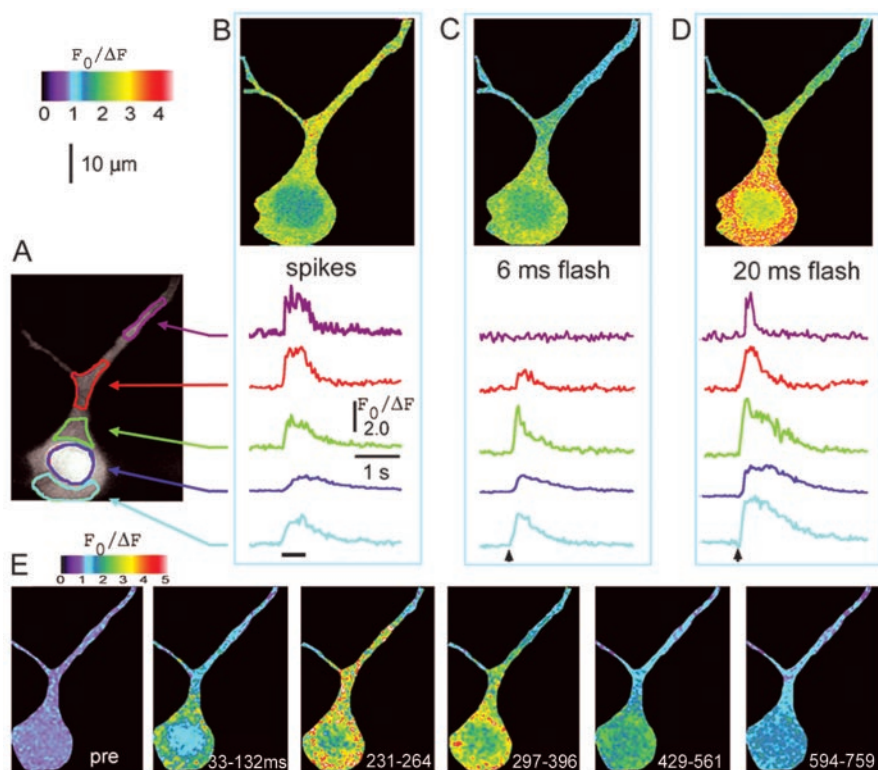 F0/ΔF
0 1 2 3 4
10 µm
A
B
spikes
C
6 ms flash
D
20 ms flash
F0/ΔF
2.0
1 s
E
F0/ΔF
0 1 2 3 4 5
pre
33-132ms
231-264
297-396
429-561
594-759